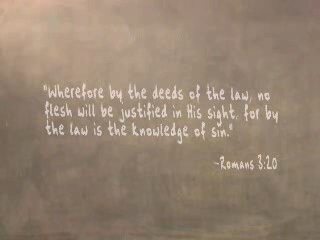 "Wherefore by the deeds of the law, no
flesh will be justified in His sight, for by
the law is the knowledge of sin."
~Romans 3:20